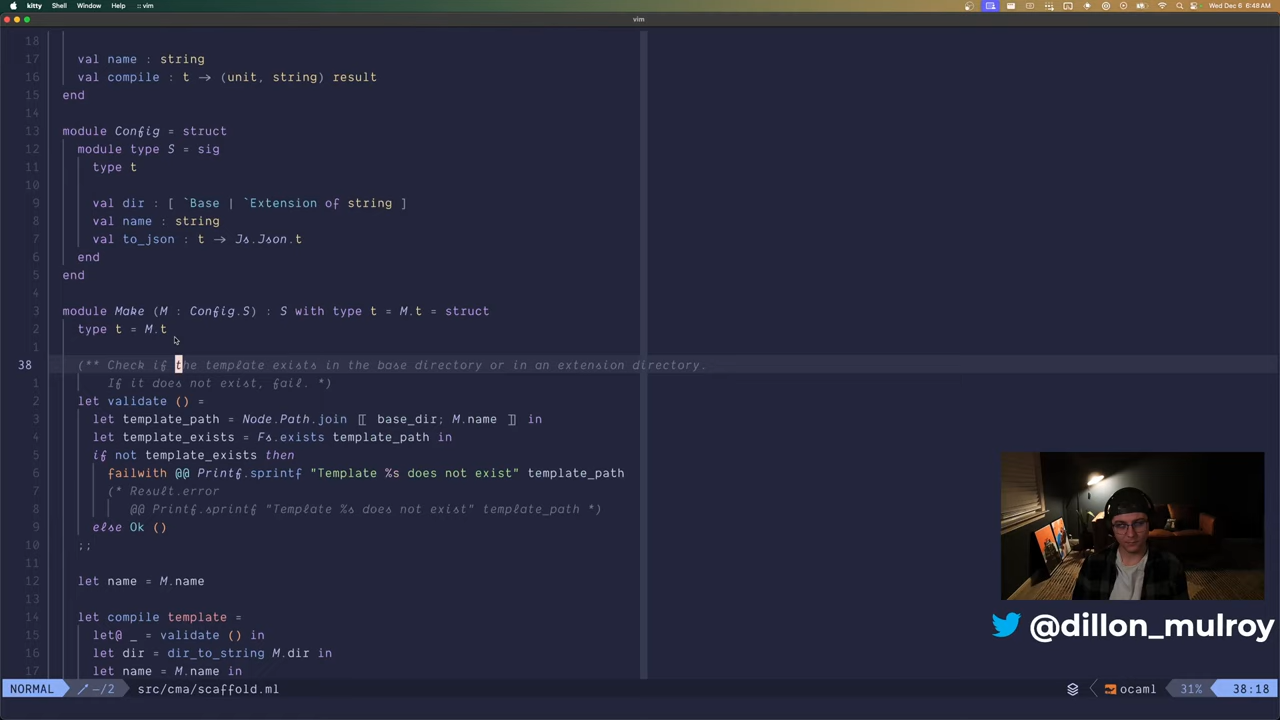 kitty Shell Window Help :: vim Wed Dec 6 6:48 AM
vim
18
17 val name : string
16 val compile : t → (unit, string) result
15 end
14
13 module Config = struct
12 module type S = sig
11 type t
10
9 val dir : [ `Base | `Extension of string ]
8 val name : string
7 val to_json : t → Js.Json.t
6 end
5 end
4
3 module Make (M : Config.S) : S with type t = M.t = struct
2 type t = M.t
1
38 (** Check if the template exists in the base directory or in an extension directory.
1 If it does not exist, fail. *)
2 let validate () =
3 let template_path = Node.Path.join [| base_dir; M.name |] in
4 let template_exists = Fs.exists template_path in
5 if not template_exists then
6 failwith @@ Printf.sprintf "Template %s does not exist" template_path
7 (* Result.error
8 @@ Printf.sprintf "Template %s does not exist" template_path *)
9 else Ok ()
10 ;;
11
12 let name = M.name
13
14 let compile template =
15 let@ _ = validate () in
16 let dir = dir_to_string M.dir in
17 let name = M.name in
@dillon_mulroy
NORMAL ~/2 src/cma/scaffold.ml ocaml 31% 38:18